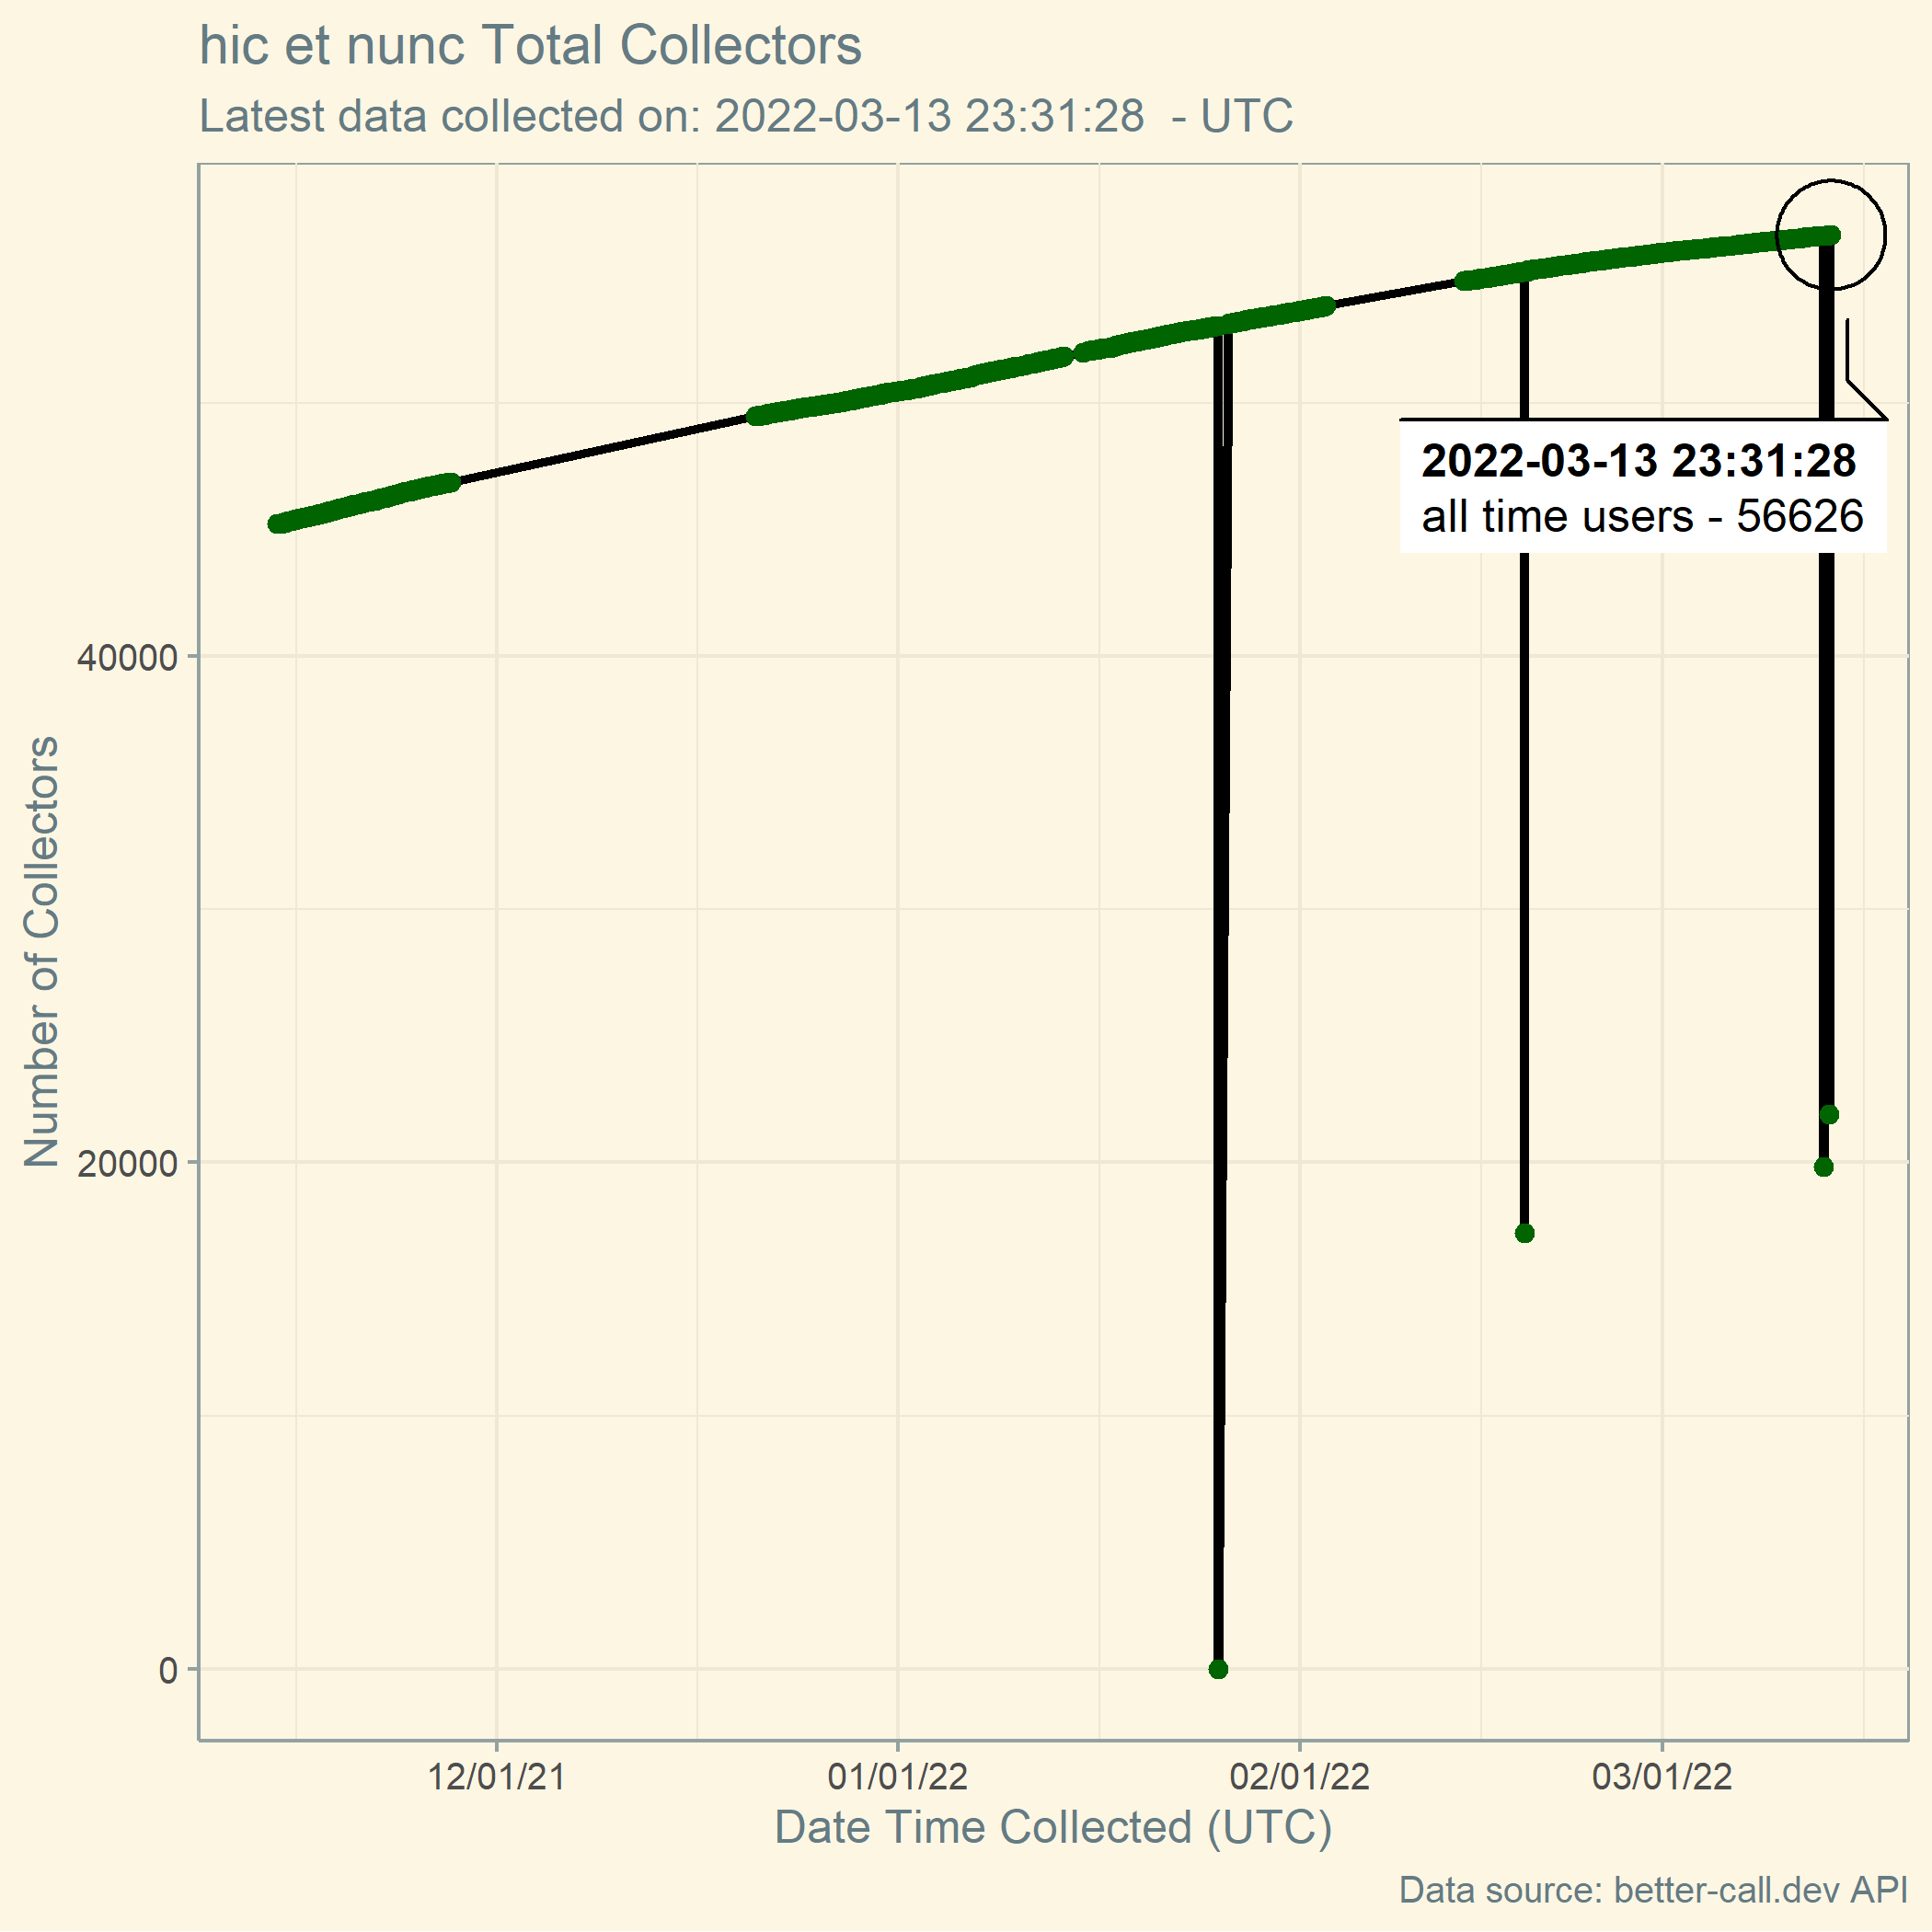 hic et nunc Total Collectors
Latest data collected on: 2022-03-13 23:31:28  - UTC
2022-03-13 23:31:28
all time users - 56626
Number of Collectors
40000
20000
0
12/01/21
01/01/22
02/01/22
03/01/22
Date Time Collected (UTC)
Data source: better-call.dev API